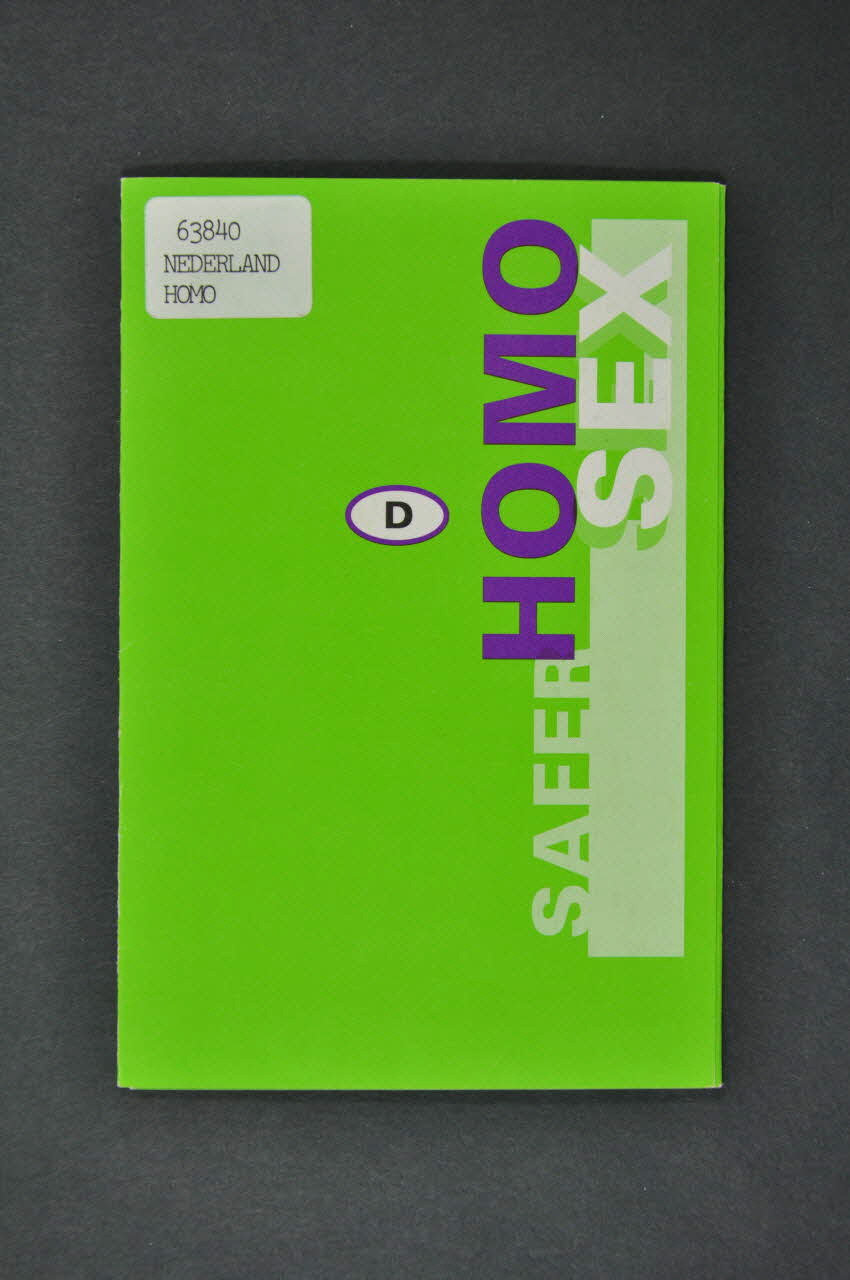 63840
NEDERLAND
HOMO
D
SAFER
HOMO
SEX